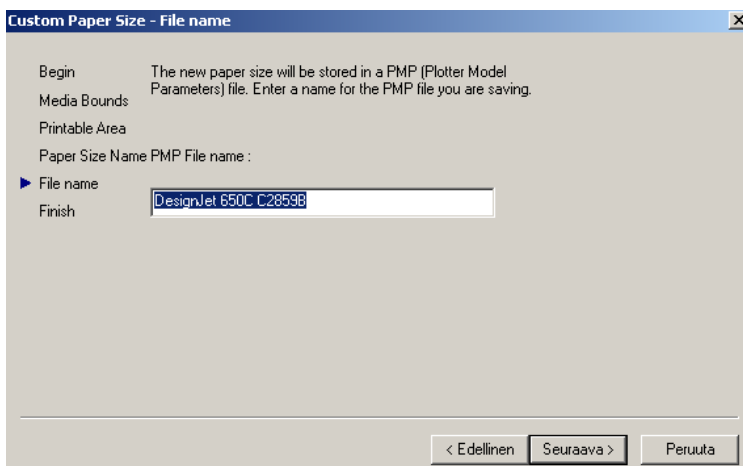 Custom Paper Size - File name
Begin
Media Bounds
Printable Area
Paper Size Name
File name
Finish
The new paper size will be stored in a PMP (Plotter Model
Parameters) file. Enter a name for the PMP file you are saving.
PMP File name :
DesignJet 650C C2859B
< Edellinen
Seuraava >
Peruuta